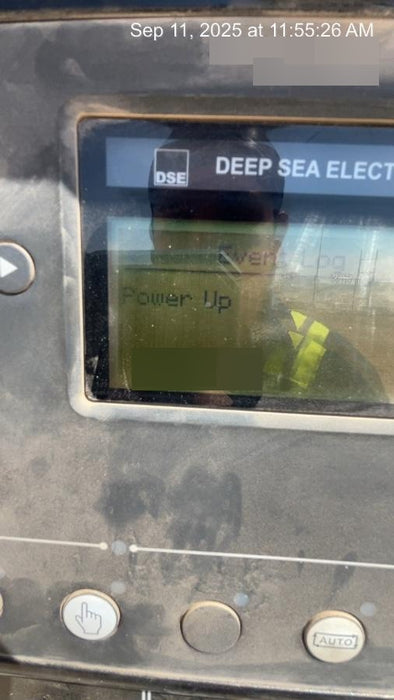 Sep 11, 2025 at 11:55:26 AM
DSE
DEEP SEA ELECT
Event Log
Power Up
AUTO